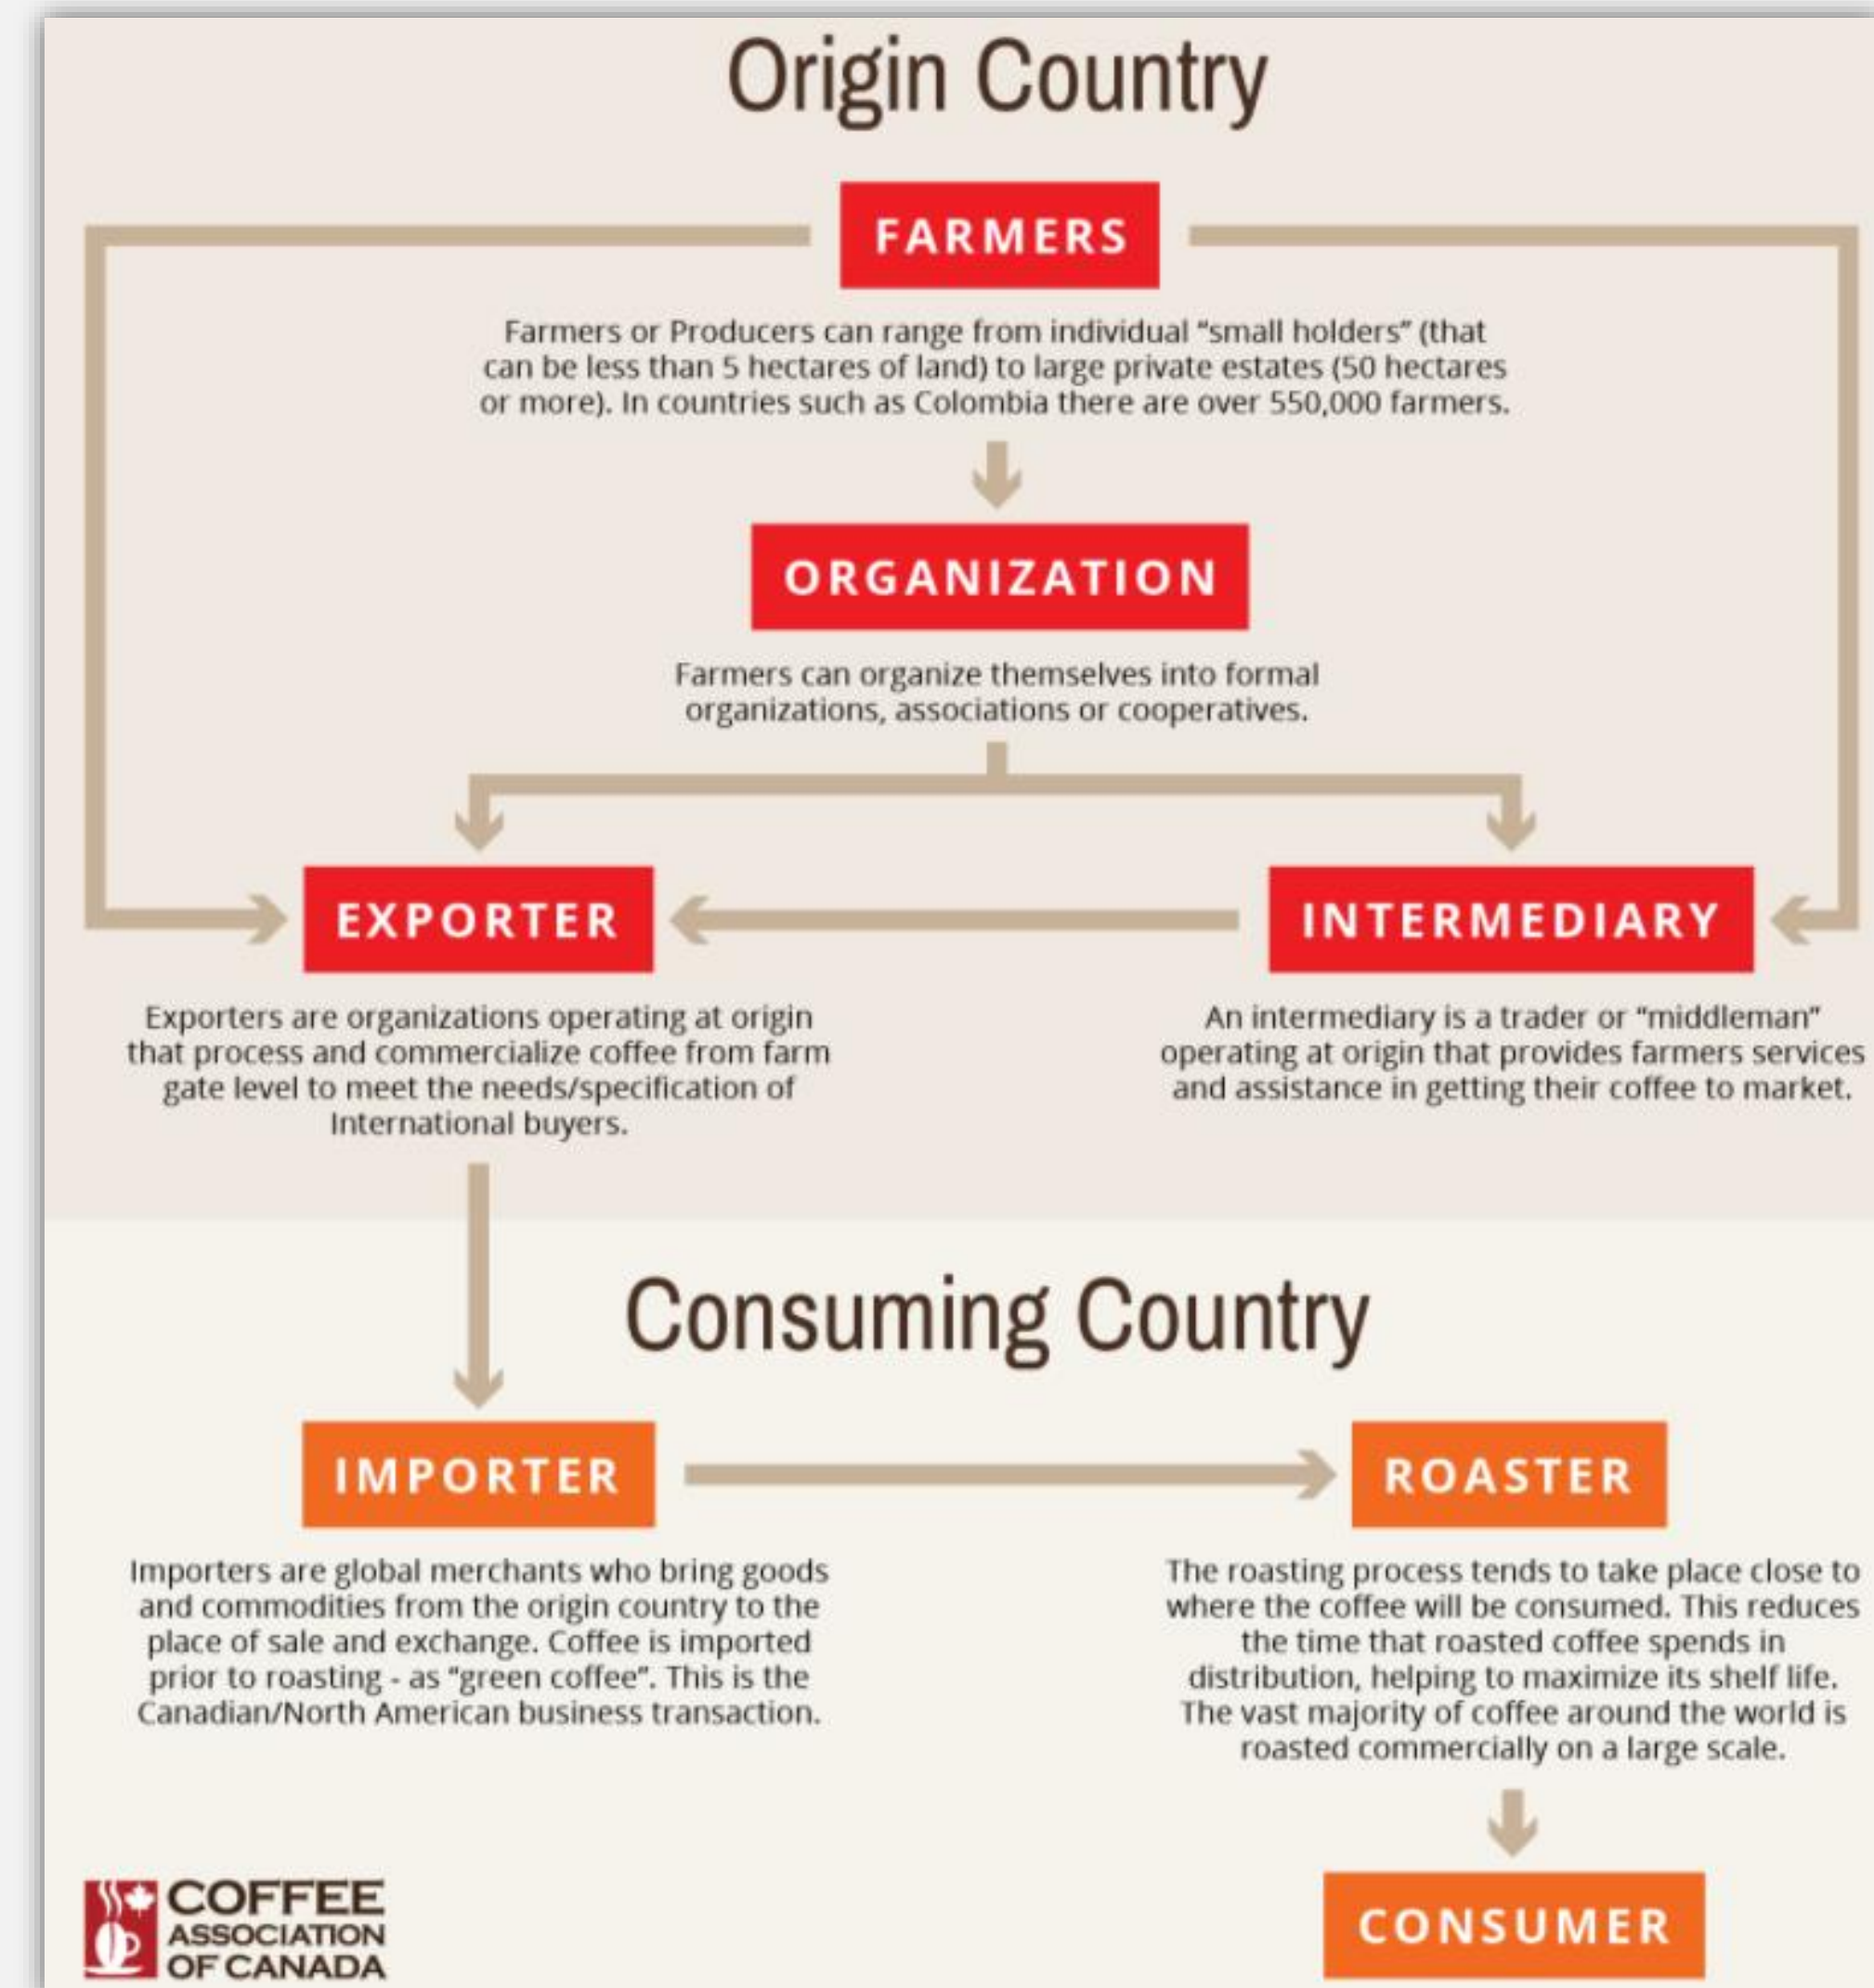 Origin Country
FARMERS
Farmers or Producers can range from individual “small holders” (that
can be less than 5 hectares of land) to large private estates (50 hectares
or more). In countries such as Colombia there are over 550,000 farmers.
ORGANIZATION
Farmers can organize themselves into formal
organizations, associations or cooperatives.
EXPORTER
Exporters are organizations operating at origin
that process and commercialize coffee from farm
gate level to meet the needs/specification of
International buyers.
INTERMEDIARY
An intermediary is a trader or “middleman”
operating at origin that provides farmers services
and assistance in getting their coffee to market.
Consuming Country
IMPORTER
Importers are global merchants who bring goods
and commodities from the origin country to the
place of sale and exchange. Coffee is imported
prior to roasting - as “green coffee”. This is the
Canadian/North American business transaction.
ROASTER
The roasting process tends to take place close to
where the coffee will be consumed. This reduces
the time that roasted coffee spends in
distribution, helping to maximize its shelf life.
The vast majority of coffee around the world is
roasted commercially on a large scale.
CONSUMER
COFFEE
ASSOCIATION
OF CANADA